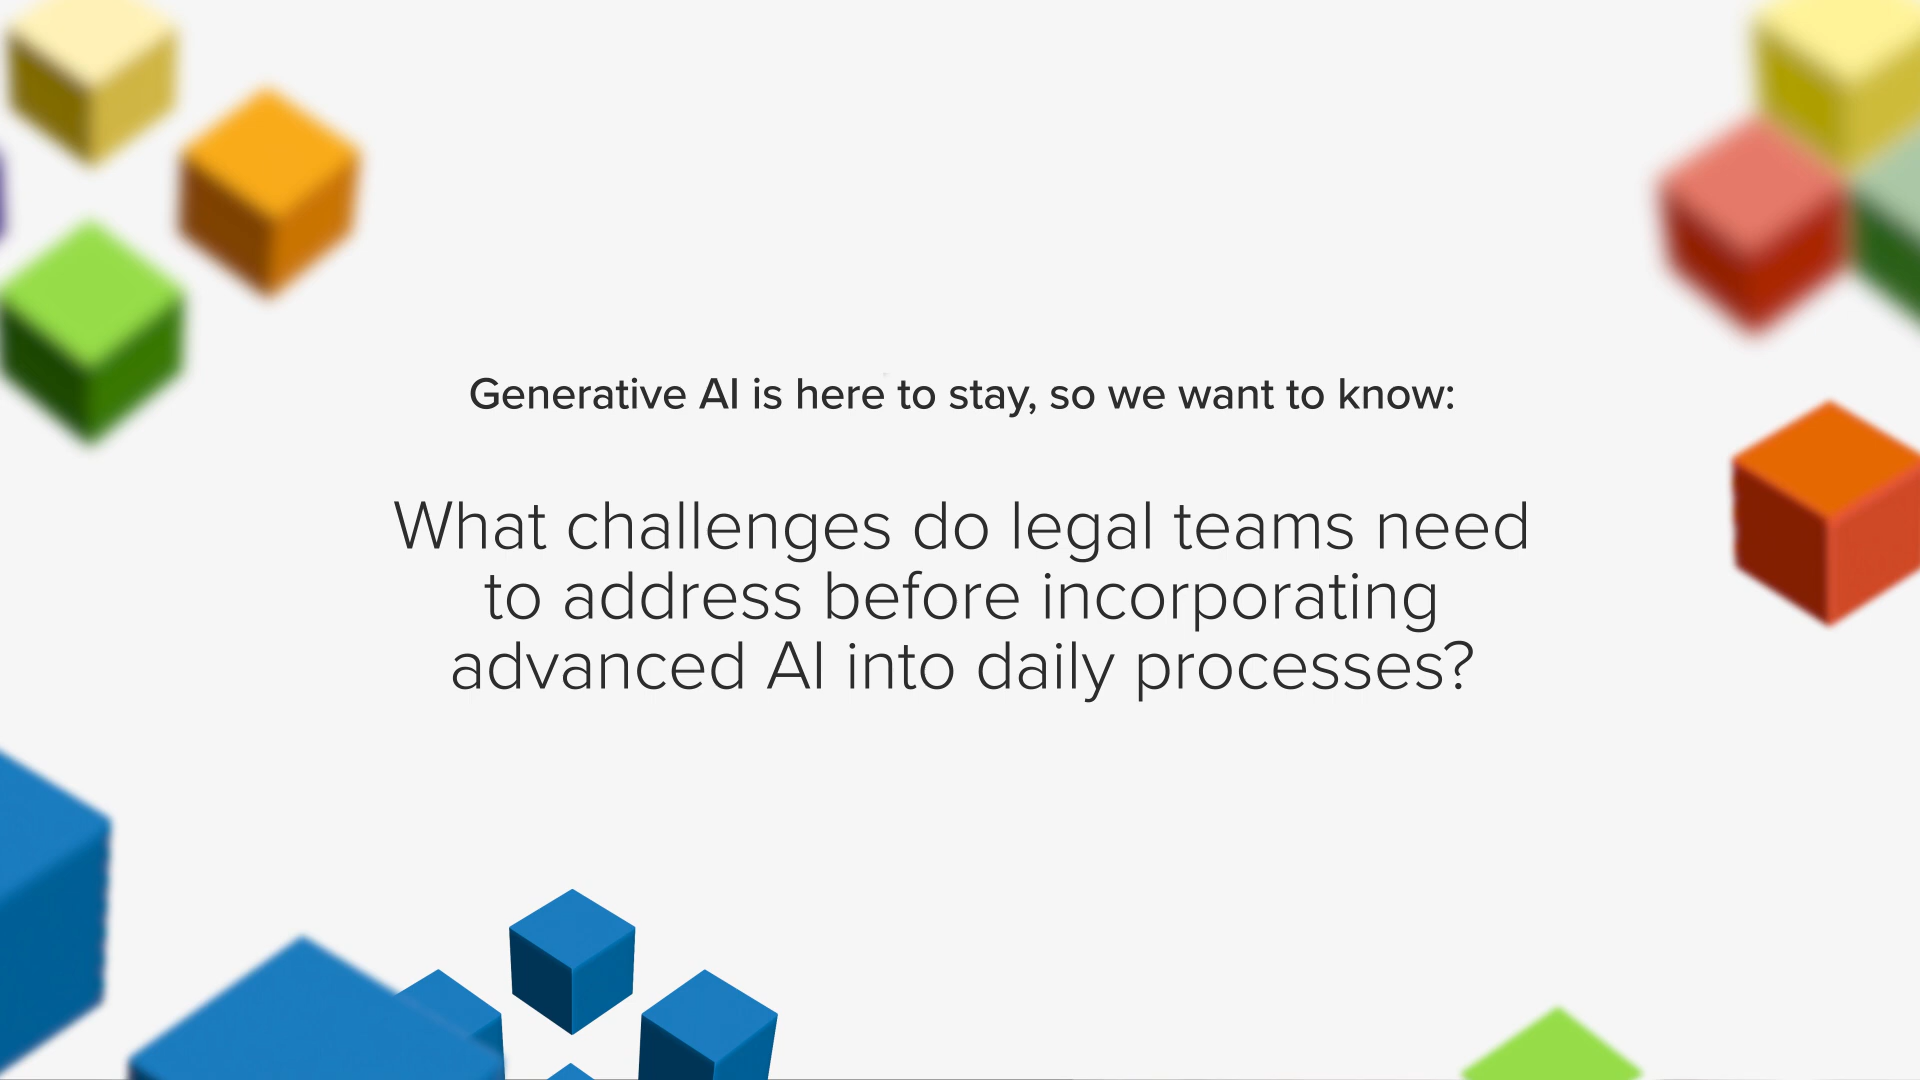 Generative AI is here to stay, so we want to know:
What challenges do legal teams need
to address before incorporating
advanced AI into daily processes?